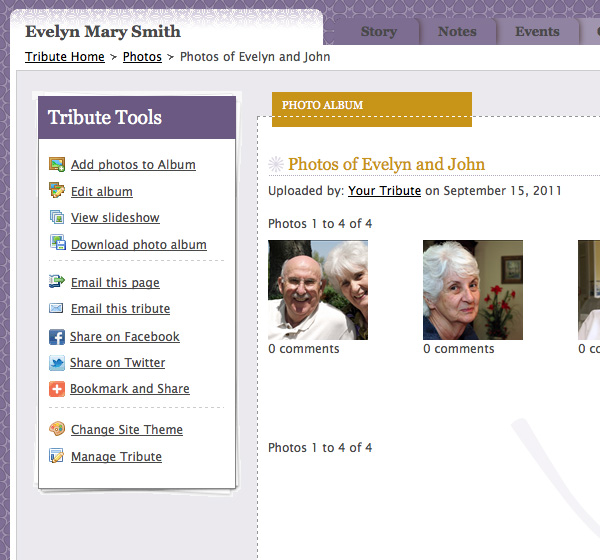 Evelyn Mary Smith
Story
Notes
Events
Tribute Home > Photos > Photos of Evelyn and John
Tribute Tools
Add photos to Album
Edit album
View slideshow
Download photo album
Email this page
Email this tribute
Share on Facebook
Share on Twitter
Bookmark and Share
Change Site Theme
Manage Tribute
PHOTO ALBUM
Photos of Evelyn and John
Uploaded by: Your Tribute on September 15, 2011
Photos 1 to 4 of 4
0 comments
0 comments
0 co
Photos 1 to 4 of 4